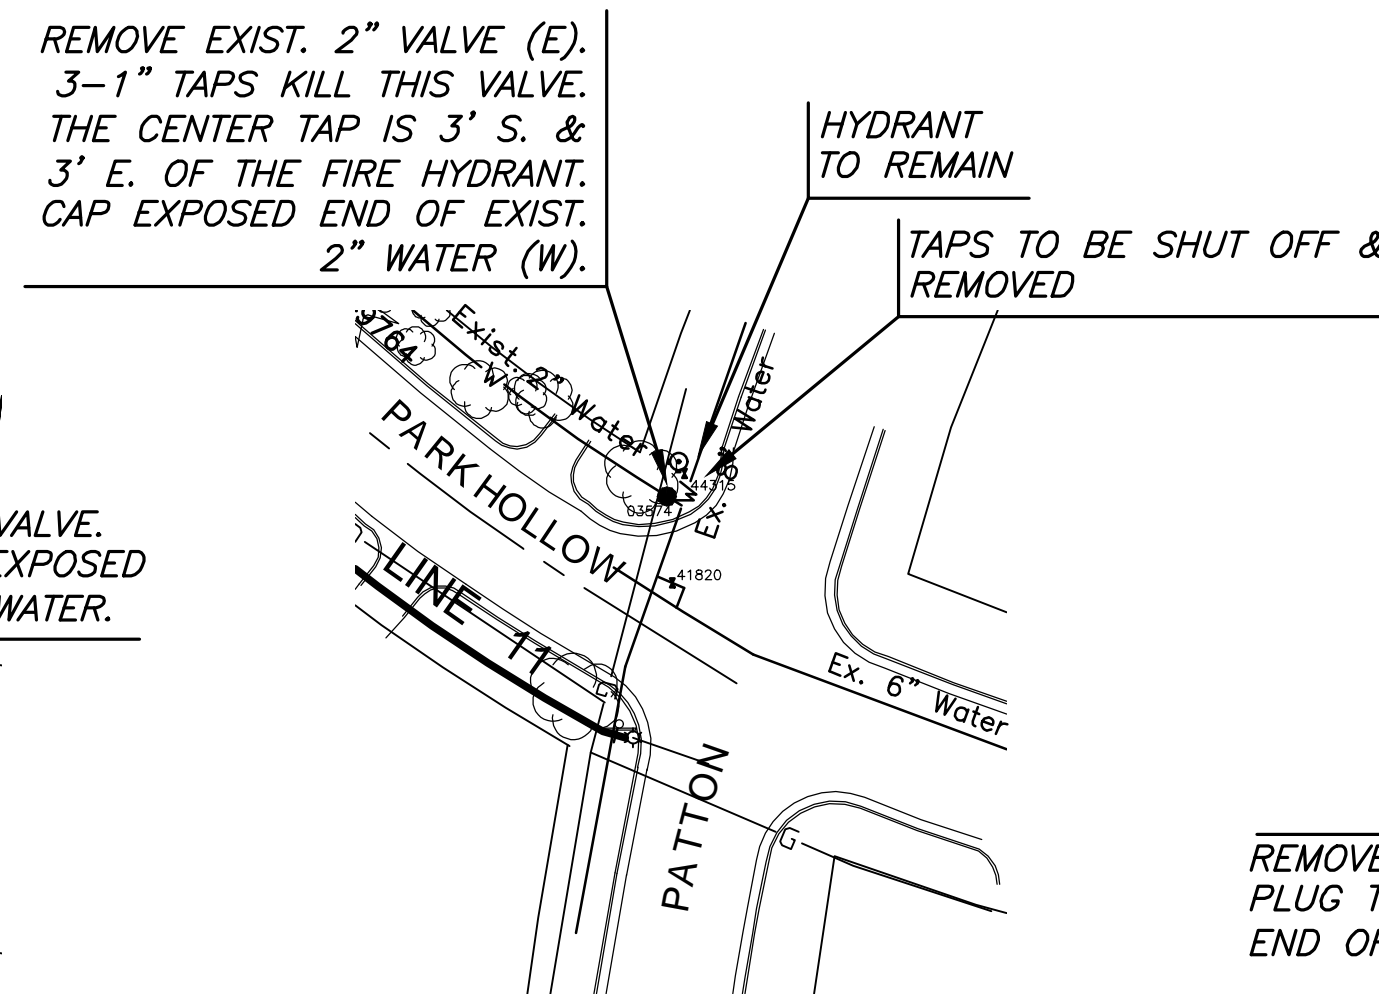 REMOVE EXIST. 2" VALVE (E).
3-1" TAPS KILL THIS VALVE.
THE CENTER TAP IS 3' S. &
3' E. OF THE FIRE HYDRANT.
CAP EXPOSED END OF EXIST.
2" WATER (W).
HYDRANT
TO REMAIN
TAPS TO BE SHUT OFF &
REMOVED
9764
Exist. 2" Water
W
PARKHOLLOW
LINE 11
Water
Ex.
W
44315
03574
41820
VALVE.
EXPOSED
WATER.
Ex. 6" Water
G
PATTON
G
REMOVE
PLUG
END OF